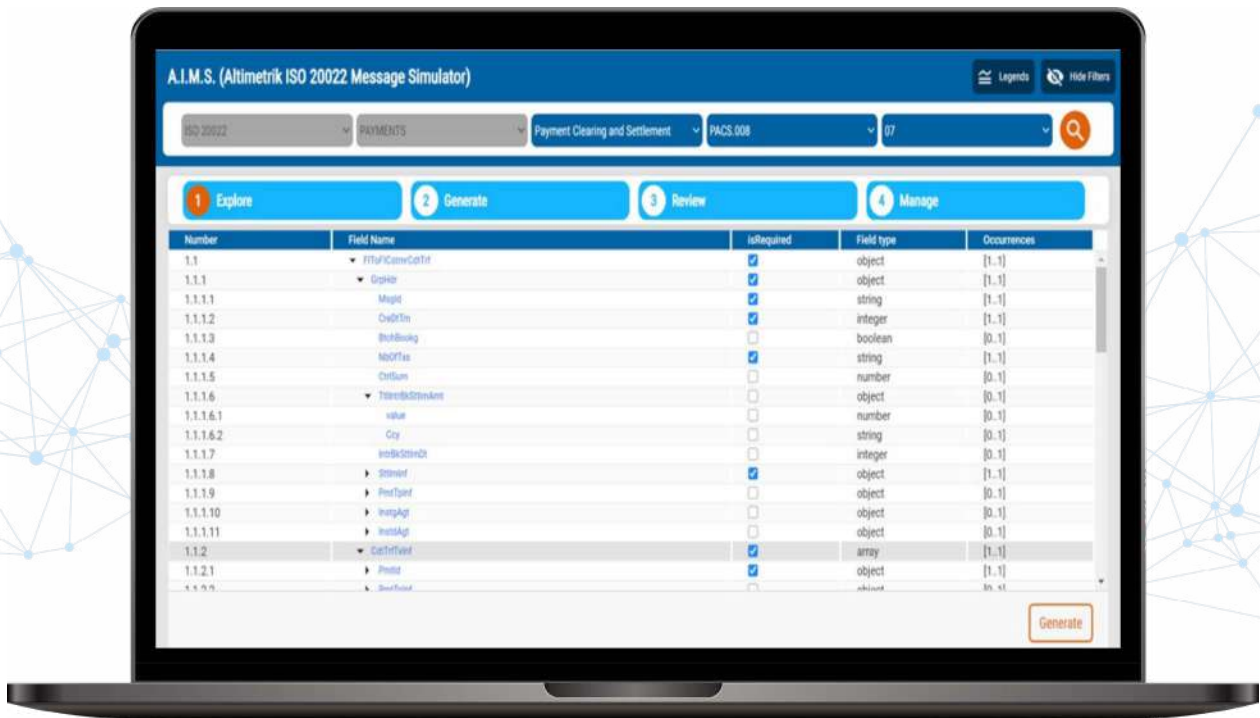 A.I.M.S. (Altimetrik ISO 20022 Message Simulator) Legends Hide Filters
ISO 20022 PAYMENTS Payment Clearing and Settlement PACS.008 07
1 Explore 2 Generate 3 Review 4 Manage
Number Field Name isRequired Field type Occurrences
1.1 FIToFICstmrCdtTrf object [1..1]
1.1.1 GrpHdr object [1..1]
1.1.1.1 MsgId string [1..1]
1.1.1.2 CreDtTm integer [1..1]
1.1.1.3 BtchBookg boolean [0..1]
1.1.1.4 NbOfTxs string [1..1]
1.1.1.5 CtrlSum number [0..1]
1.1.1.6 TtlIntrBkSttlmAmt object [0..1]
1.1.1.6.1 value number [0..1]
1.1.1.6.2 Ccy string [0..1]
1.1.1.7 IntrBkSttlmDt integer [0..1]
1.1.1.8 SttlmInf object [1..1]
1.1.1.9 PmtTpInf object [0..1]
1.1.1.10 InstgAgt object [0..1]
1.1.1.11 InstdAgt object [0..1]
1.1.2 CdtTrfTxInf array [1..1]
1.1.2.1 PmtId object [1..1]
1.1.2.2 PmtTpInf object [0..1]
Generate